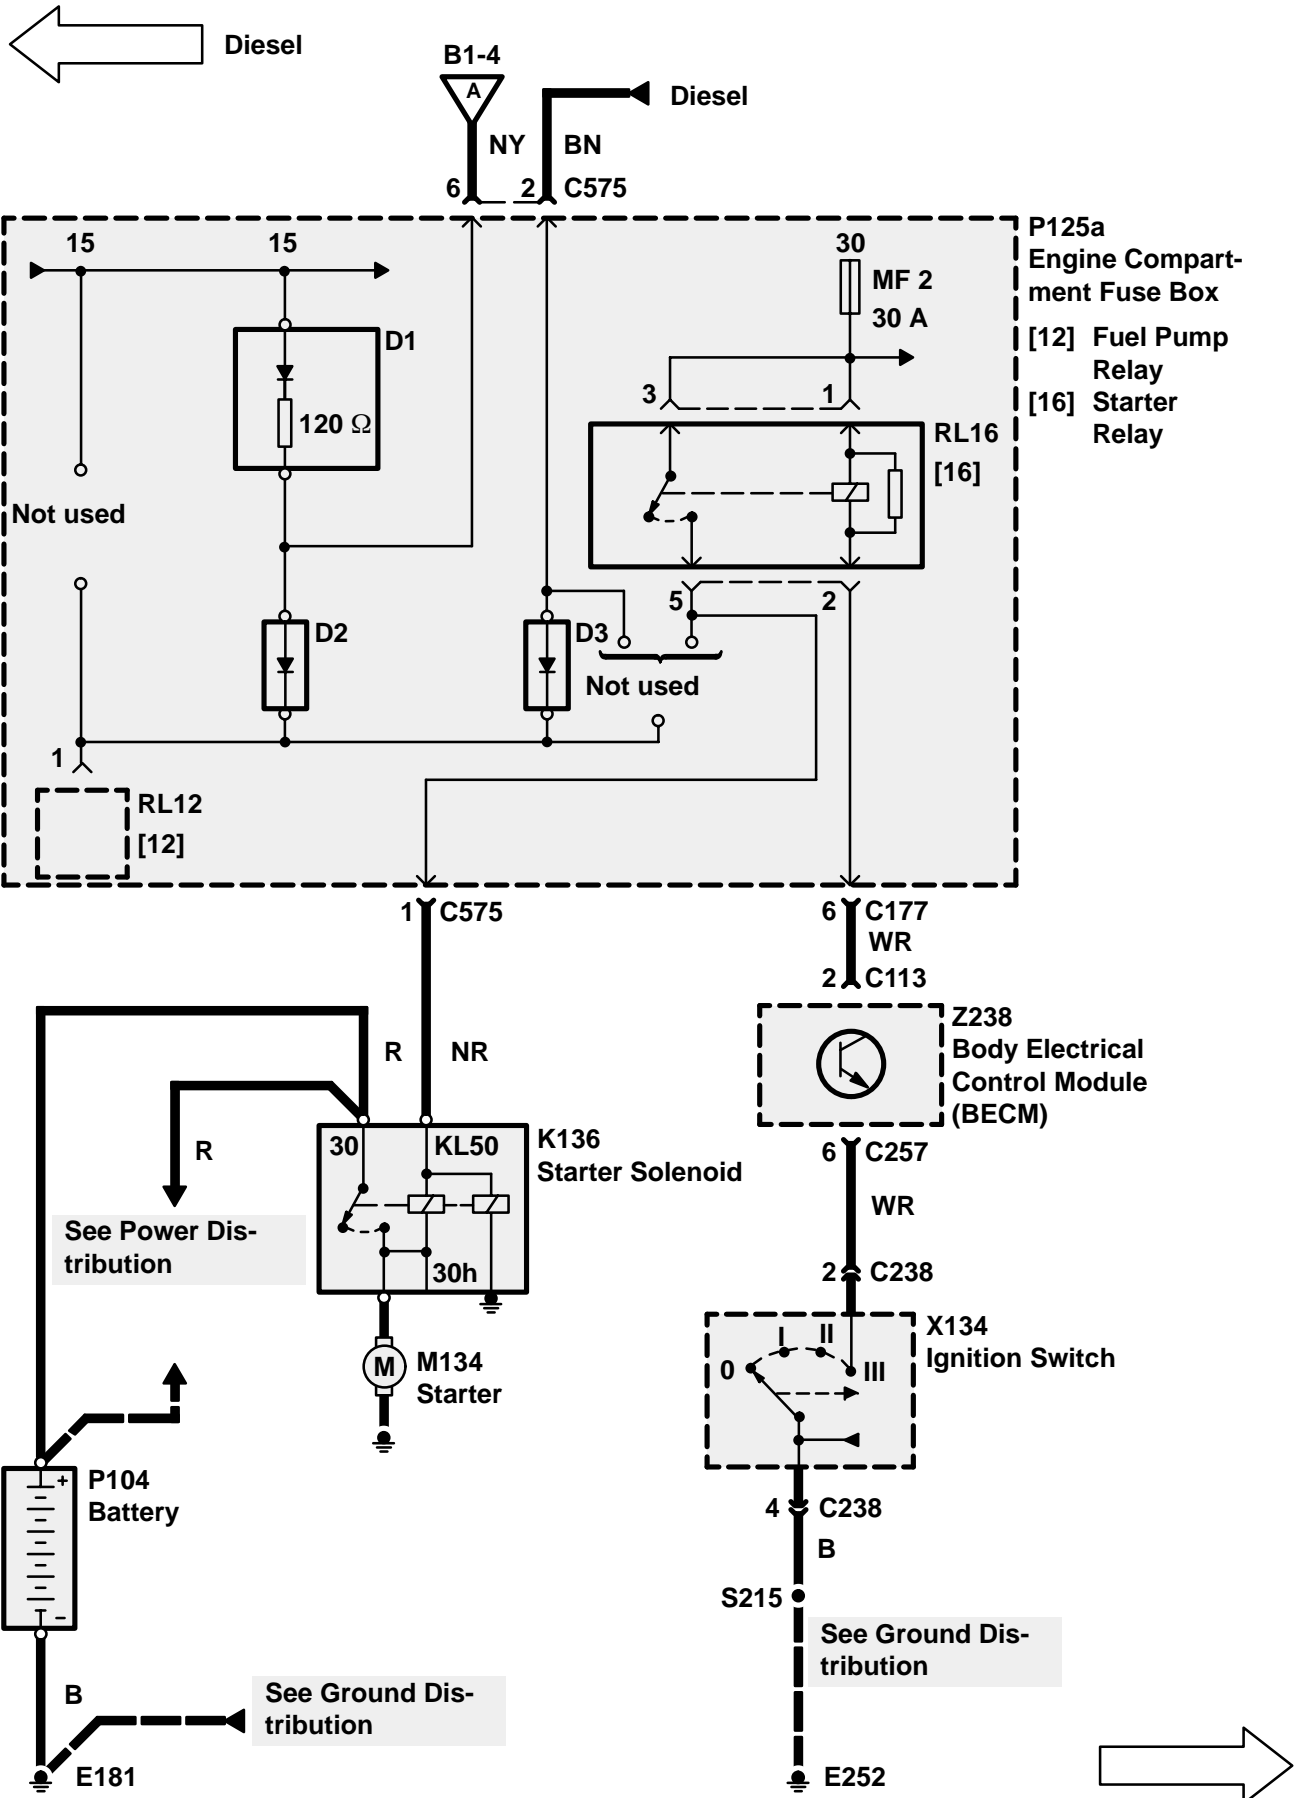 Diesel
B1-4
A
Diesel
NY
BN
6
2
C575
15
15
30
P125a
Engine Compart-
ment Fuse Box
MF 2
30 A
[12] Fuel Pump
Relay
[16] Starter
Relay
D1
120 Ω
3
1
RL16
[16]
Not used
5
2
D2
D3
Not used
1
RL12
[12]
1
C575
6
C177
WR
2
C113
Z238
Body Electrical
Control Module
(BECM)
R
NR
R
30
KL50
K136
Starter Solenoid
6
C257
WR
See Power Dis-
tribution
30h
2
C238
X134
Ignition Switch
I
II
0
III
M
M134
Starter
+
P104
Battery
–
4
C238
B
S215
See Ground Dis-
tribution
B
See Ground Dis-
tribution
E181
E252